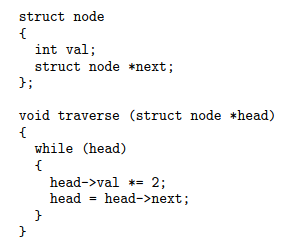 struct node
{
  int val;
  struct node *next;
};

void traverse (struct node *head)
{
  while (head)
  {
    head->val *= 2;
    head = head->next;
  }
}